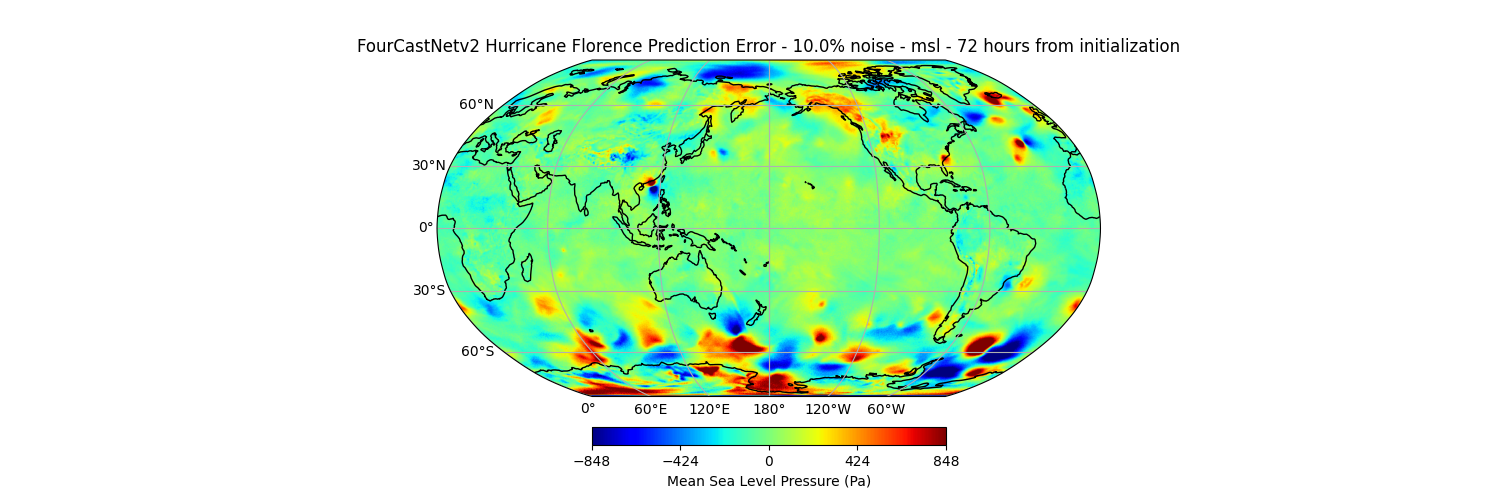 FourCastNetv2 Hurricane Florence Prediction Error - 10.0% noise - msl - 72 hours from initialization
60°N
30°N
0°
30°S
60°S
0° 60°E 120°E 180° 120°W 60°W
−848 −424 0 424 848
Mean Sea Level Pressure (Pa)